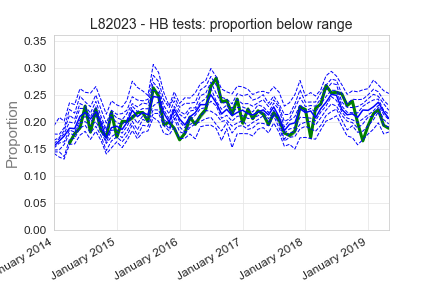 L82023 - HB tests: proportion below range
Proportion
0.35
0.30
0.25
0.20
0.15
0.10
0.05
0.00
2014
January 2015
January 2016
January 2017
January 2018
January 2019